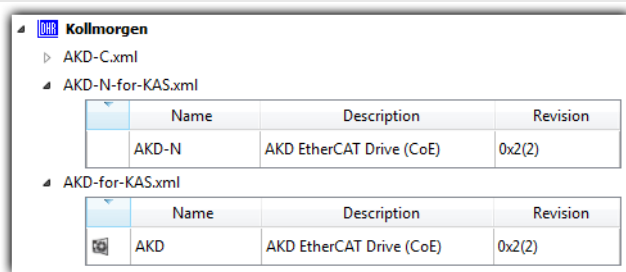 DHR Kollmorgen
AKD-C.xml
AKD-N-for-KAS.xml
Name Description Revision
AKD-N AKD EtherCAT Drive (CoE) 0x2(2)
AKD-for-KAS.xml
Name Description Revision
AKD AKD EtherCAT Drive (CoE) 0x2(2)